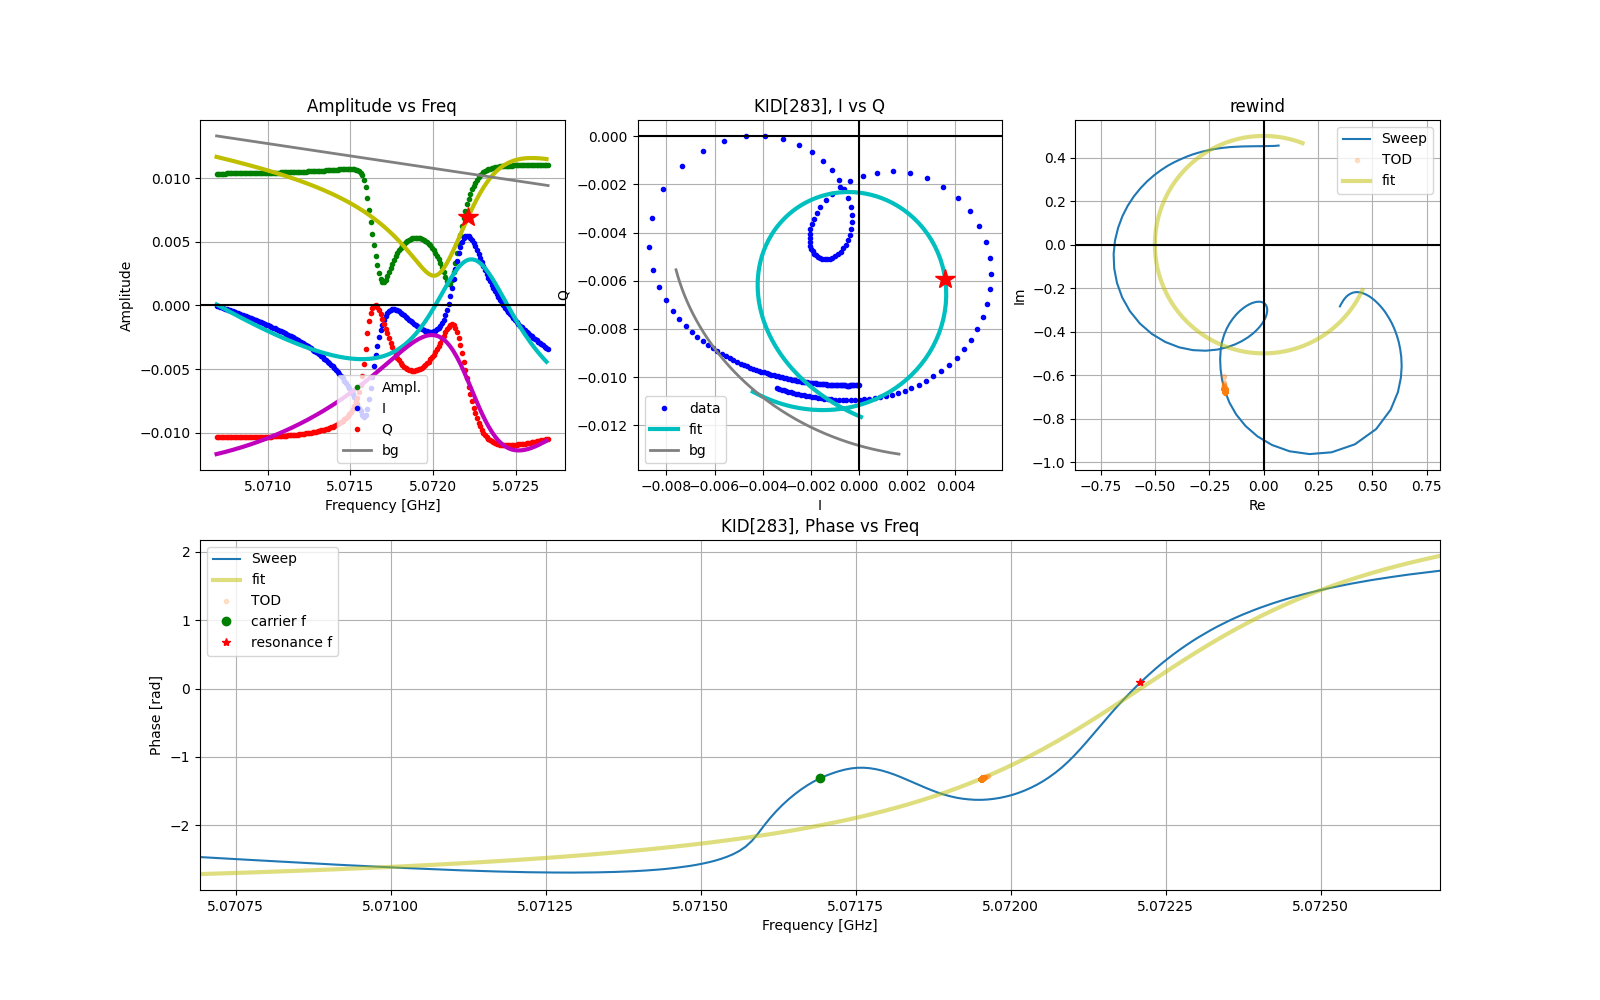 Amplitude vs Freq
Amplitude
0.010
0.005
0.000
−0.005
−0.010
Ampl.
I
Q
bg
5.0710
5.0715
5.0720
5.0725
Frequency [GHz]
KID[283], I vs Q
Q
0.000
−0.002
−0.004
−0.006
−0.008
−0.010
−0.012
data
fit
bg
−0.008
−0.006
−0.004
−0.002
0.000
0.002
0.004
I
rewind
Im
0.4
0.2
0.0
−0.2
−0.4
−0.6
−0.8
−1.0
Sweep
TOD
fit
−0.75
−0.50
−0.25
0.00
0.25
0.50
0.75
Re
KID[283], Phase vs Freq
Phase [rad]
2
1
0
−1
−2
Sweep
fit
TOD
carrier f
resonance f
5.07075
5.07100
5.07125
5.07150
5.07175
5.07200
5.07225
5.07250
Frequency [GHz]